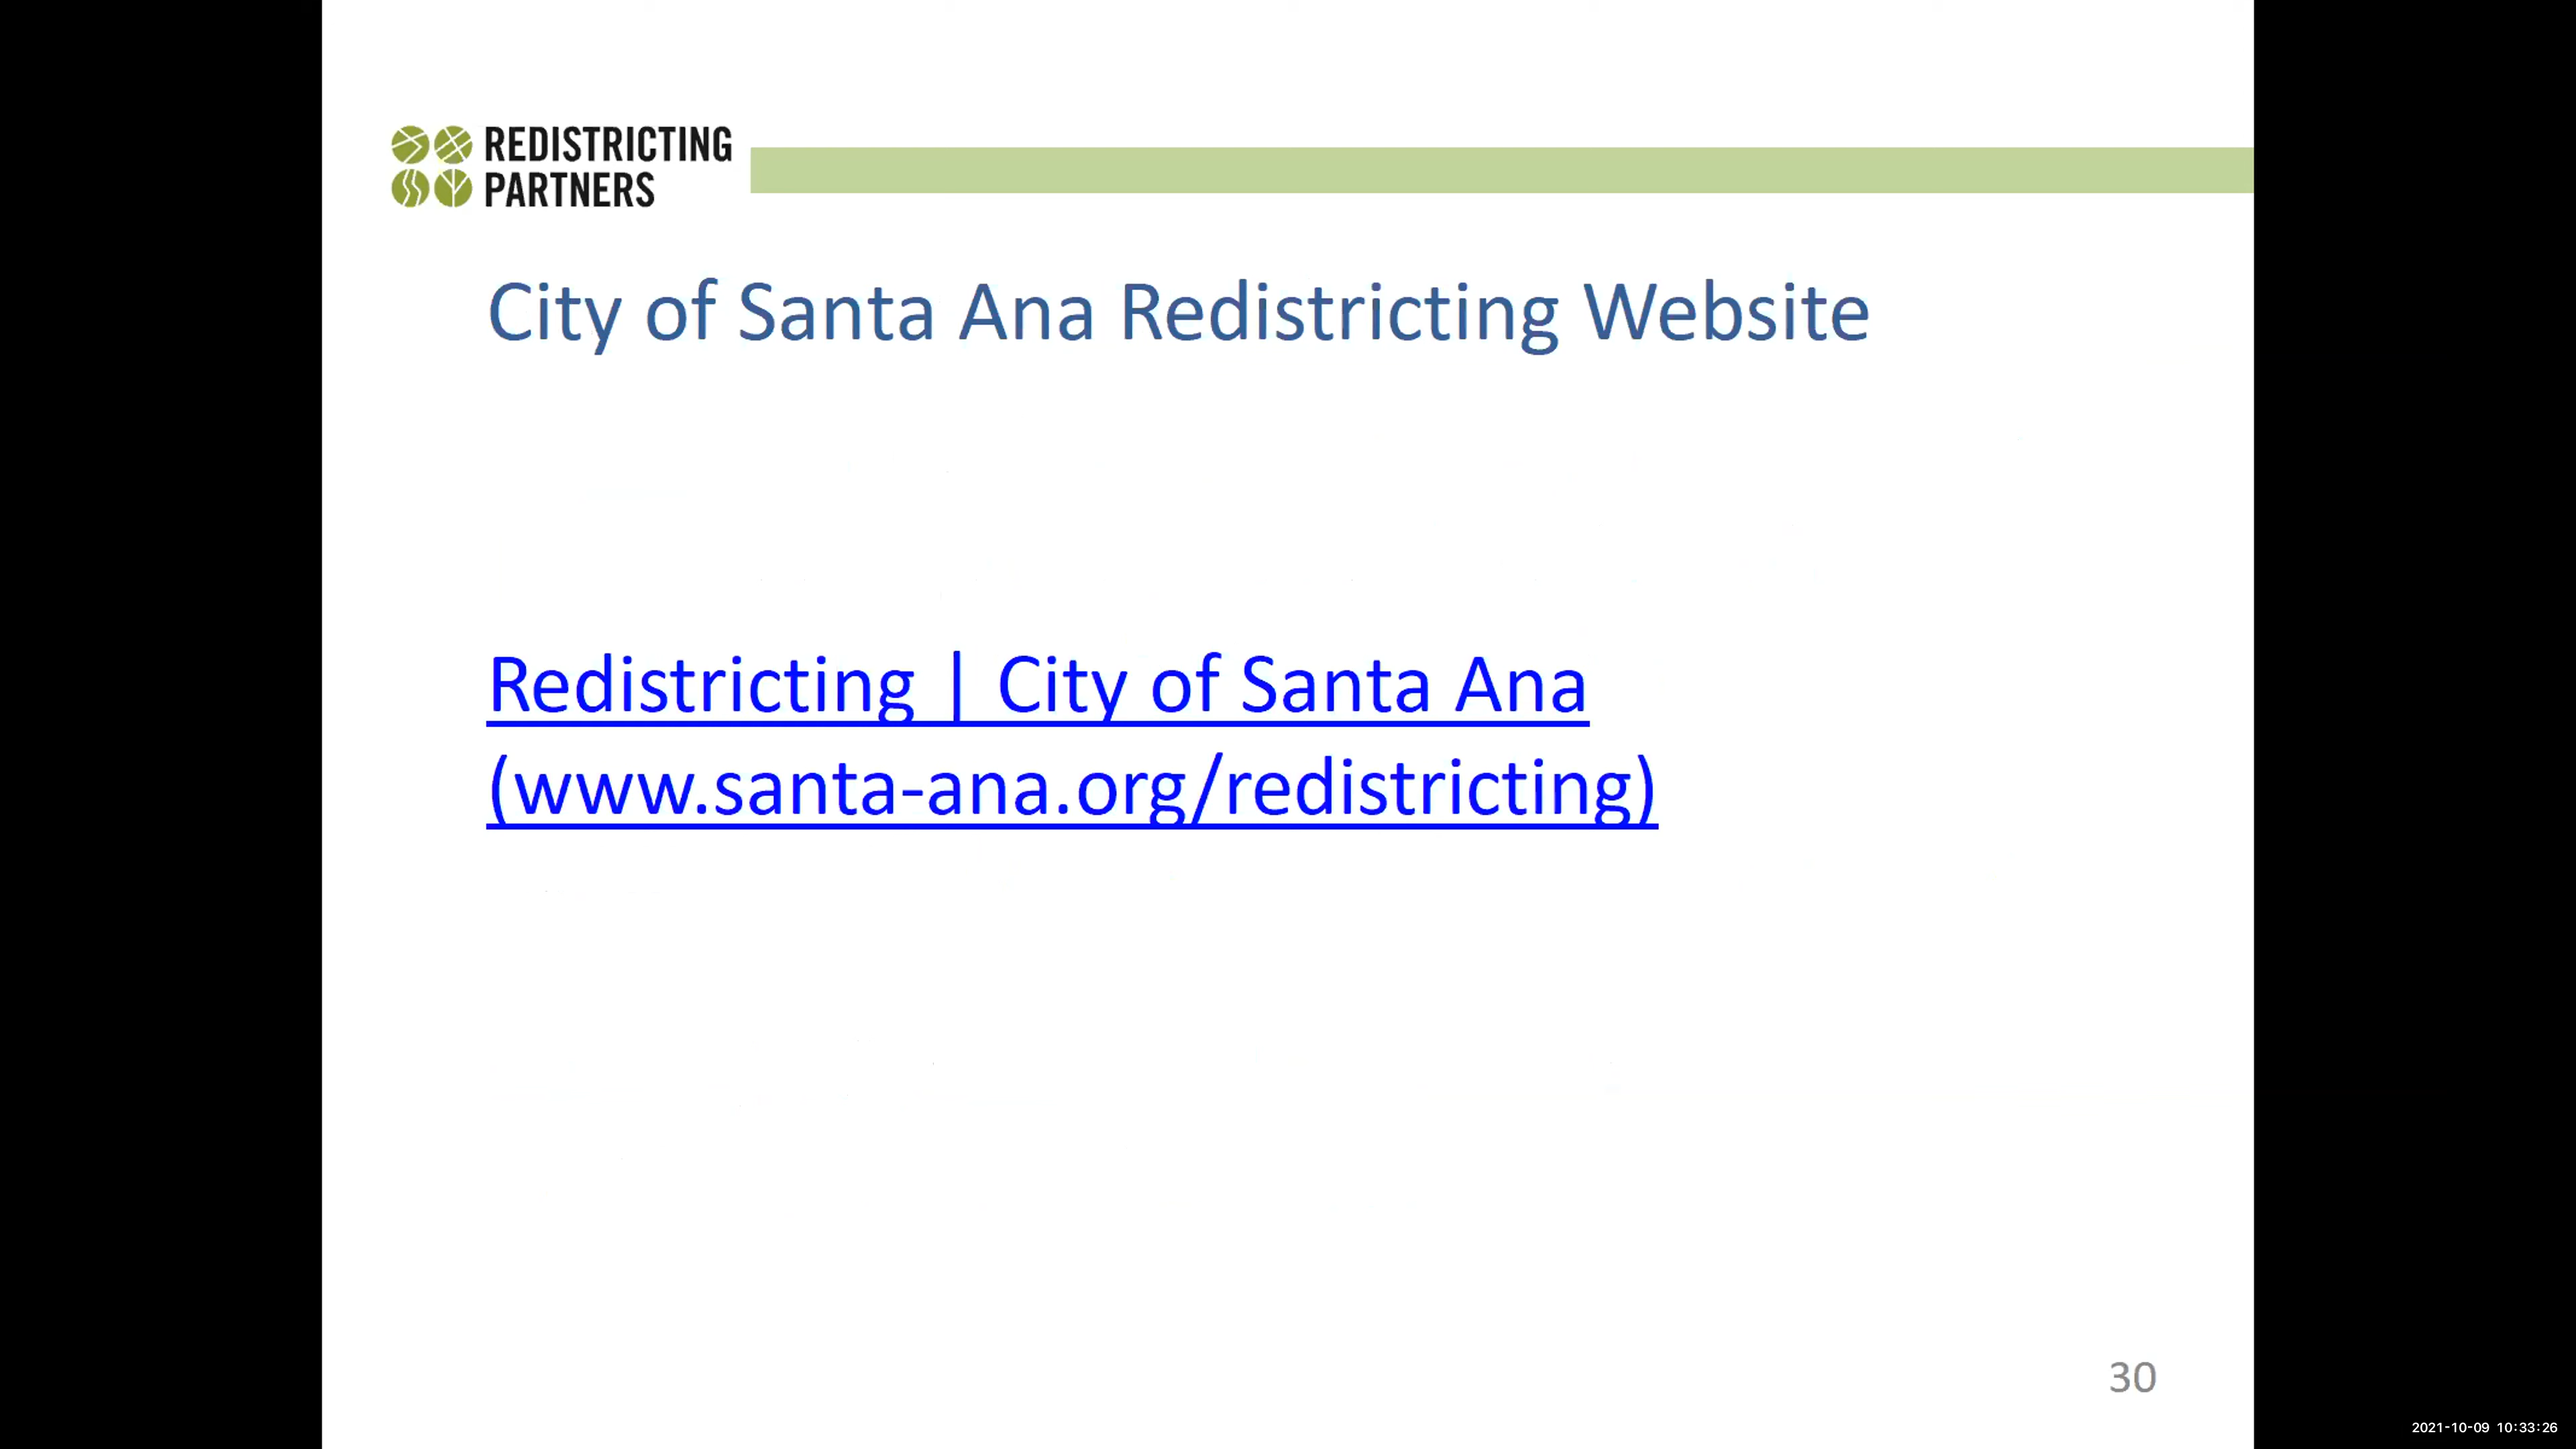 REDISTRICTING
PARTNERS
City of Santa Ana Redistricting Website
Redistricting | City of Santa Ana
(www.santa-ana.org/redistricting)
30
2021-10-09 10:33:26